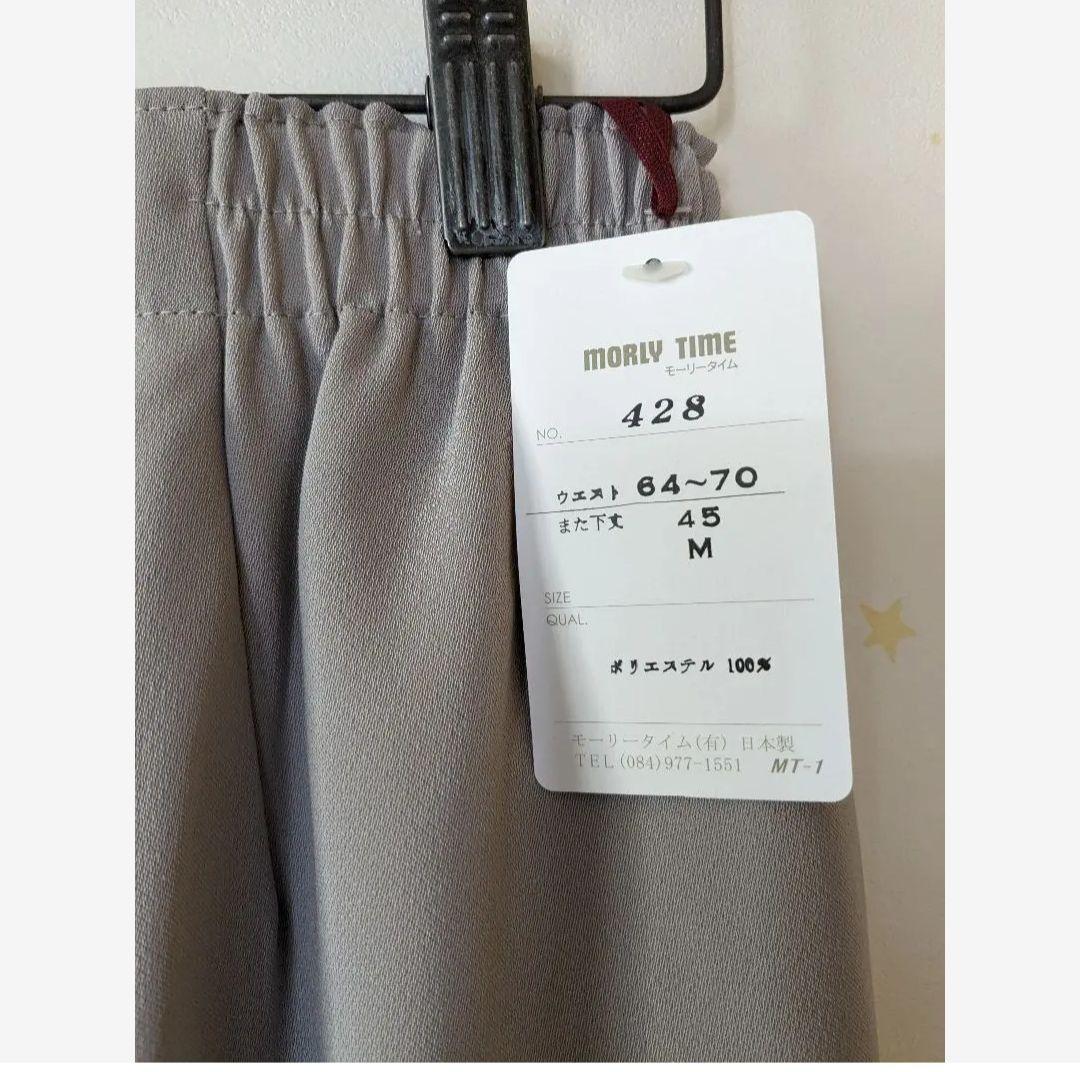 MORLY TIME
モーリータイム
NO. 428
ウエスト 64~70
また下丈 45
M
SIZE
QUAL.
ポリエステル 100%
モーリータイム(有) 日本製
TEL(084)977-1551 MT-1